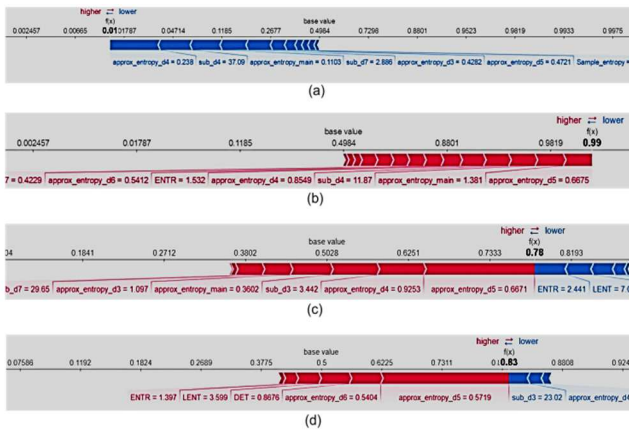 higher ⇄ lower
base value f(x)
0.002457 0.00665 0.01 0.01787 0.04714 0.1185 0.2677 0.4984 0.7298 0.8801 0.9523 0.9819 0.9933 0.9975
approx_entropy_d4 = 0.238 sub_d4 = 37.09 approx_entropy_main = 0.1103 sub_d7 = 2.886 approx_entropy_d3 = 0.4282 approx_entropy_d5 = 0.4721 Sample_entropy =
(a)
higher ⇄ lower
base value f(x)
0.002457 0.01787 0.1185 0.4984 0.8801 0.9819 0.99
7 = 0.4229 approx_entropy_d6 = 0.5412 ENTR = 1.532 approx_entropy_d4 = 0.8549 sub_d4 = 11.87 approx_entropy_main = 1.381 approx_entropy_d5 = 0.6675
(b)
higher ⇄ lower
base value f(x)
04 0.1841 0.2712 0.3802 0.5028 0.6251 0.7333 0.78 0.8193
sub_d7 = 29.65 approx_entropy_d3 = 1.097 approx_entropy_main = 0.3602 sub_d3 = 3.442 approx_entropy_d4 = 0.9253 approx_entropy_d5 = 0.6671 ENTR = 2.441 LENT = 7.
(c)
higher ⇄ lower
base value f(x)
0.07586 0.1192 0.1824 0.2689 0.3775 0.5 0.6225 0.7311 0.83 0.8808 0.924
ENTR = 1.397 LENT = 3.599 DET = 0.8676 approx_entropy_d6 = 0.5404 approx_entropy_d5 = 0.5719 sub_d3 = 23.02 approx_entropy_d4
(d)